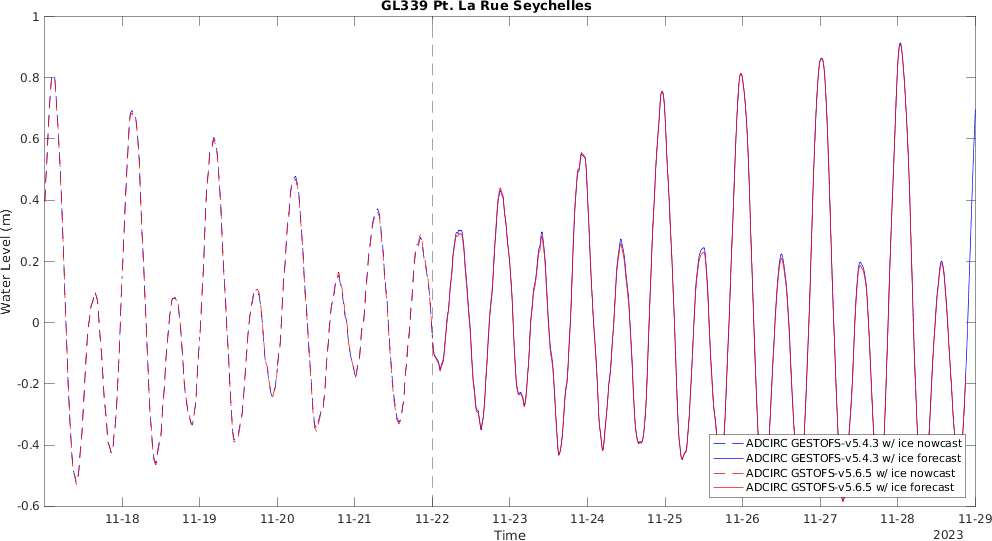 GL339 Pt. La Rue Seychelles
1
0.8
0.6
0.4
0.2
0
-0.2
-0.4
-0.6
Water Level (m)
ADCIRC GESTOFS-v5.4.3 w/ ice nowcast
ADCIRC GESTOFS-v5.4.3 w/ ice forecast
ADCIRC GSTOFS-v5.6.5 w/ ice nowcast
ADCIRC GSTOFS-v5.6.5 w/ ice forecast
11-18 11-19 11-20 11-21 11-22 11-23 11-24 11-25 11-26 11-27 11-28 11-29
Time
2023